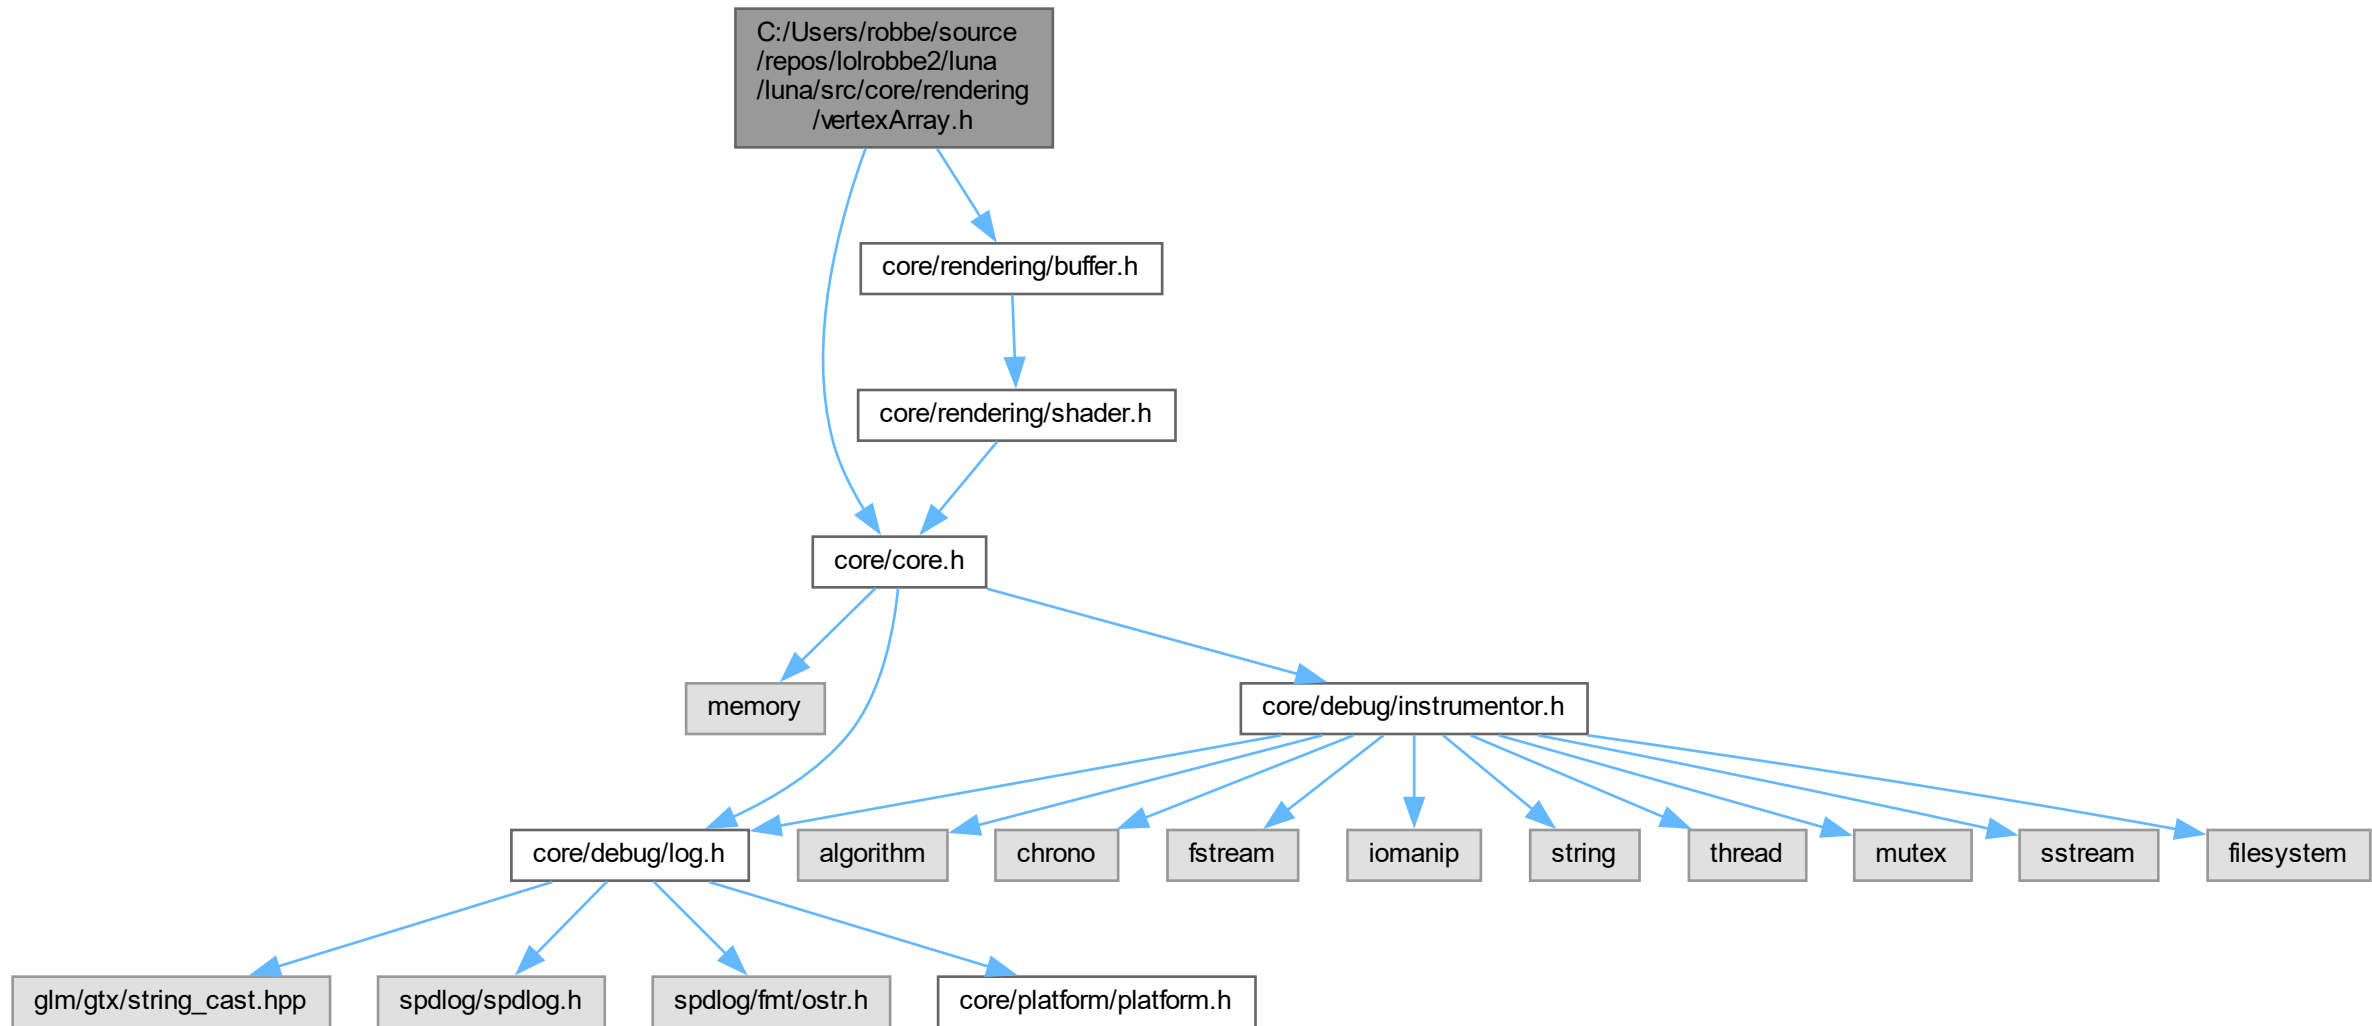 C:/Users/robbe/source
/repos/lolrobbe2/luna
/luna/src/core/rendering
/vertexArray.h
core/rendering/buffer.h
core/rendering/shader.h
core/core.h
memory
core/debug/instrumentor.h
core/debug/log.h
algorithm
chrono
fstream
iomanip
string
thread
mutex
sstream
filesystem
glm/gtx/string_cast.hpp
spdlog/spdlog.h
spdlog/fmt/ostr.h
core/platform/platform.h